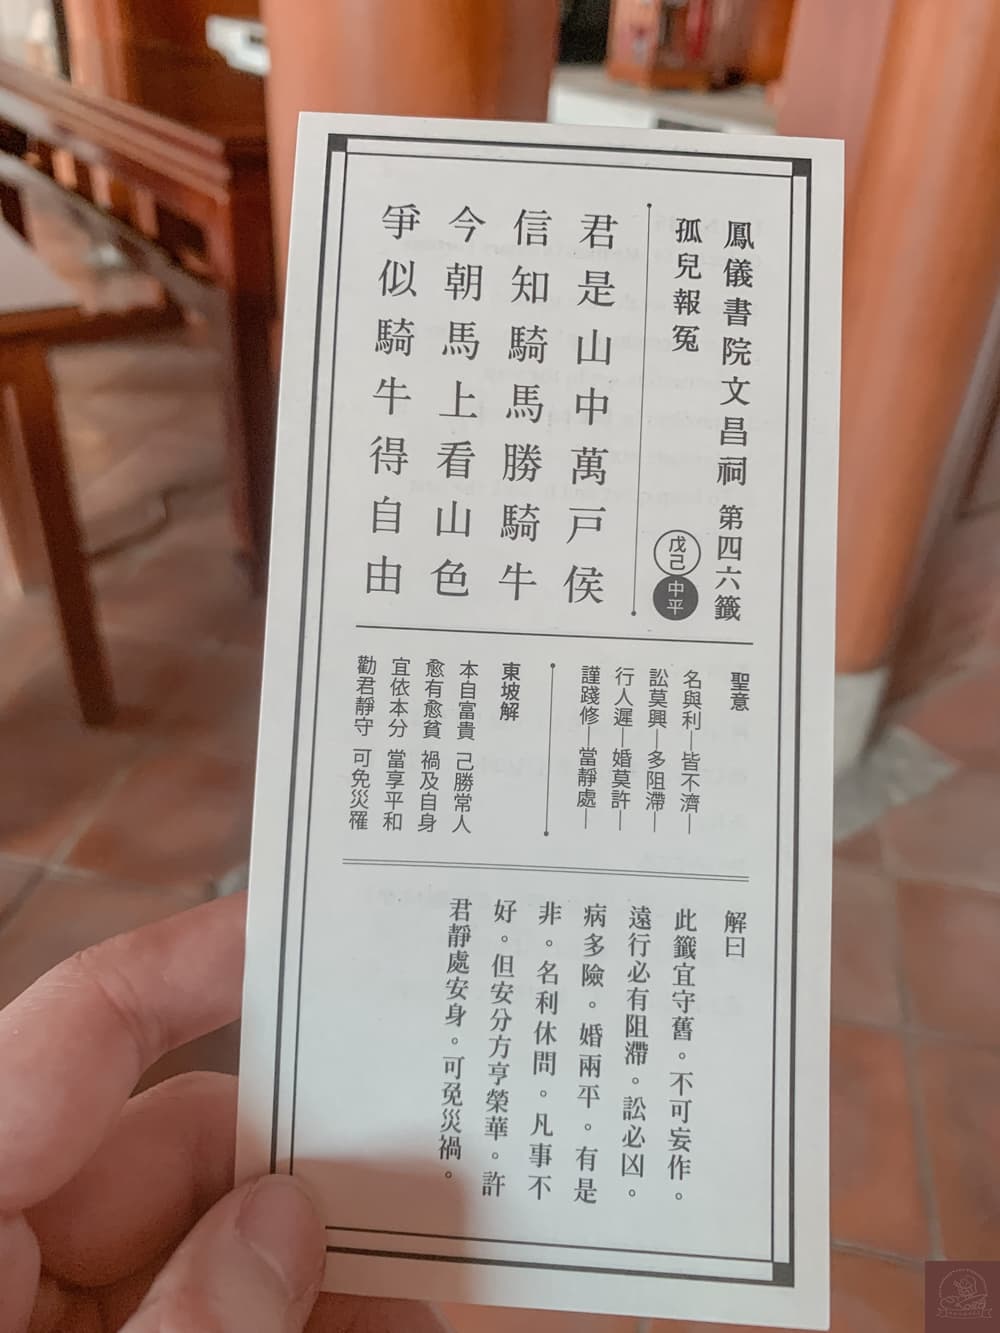 鳳儀書院文昌祠 第四六籤
孤兒報冤
戊己
中平
君是山中萬戸侯
信知騎馬勝騎牛
今朝馬上看山色
爭似騎牛得自由
聖意
名與利—皆不濟—
訟莫興—多阻滯—
行人遲—婚莫許—
謹踐修—當靜處—
東坡解
本自富貴 己勝常人
愈有愈貧 禍及自身
宜依本分 當享平和
勸君靜守 可免災罹
解曰
此籤宜守舊。不可妄作。
遠行必有阻滯。訟必凶。
病多險。婚兩平。有是
非。名利休問。凡事不
好。但安分方亨榮華。許
君靜處安身。可免災禍。